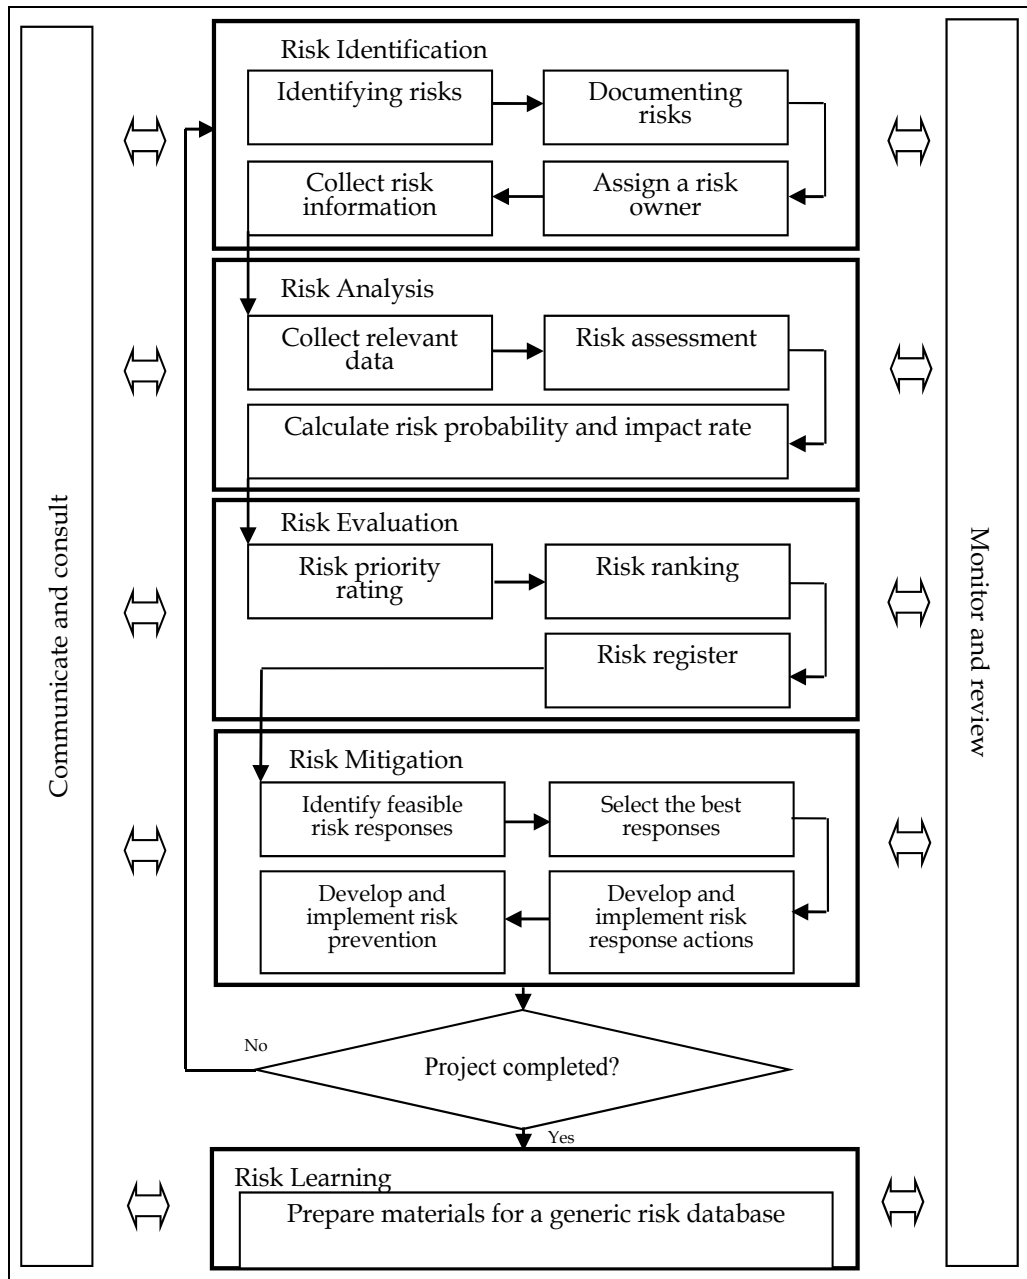 Communicate and consult
Risk Identification
Identifying risks
Documenting
risks
Collect risk
information
Assign a risk
owner
Risk Analysis
Collect relevant
data
Risk assessment
Calculate risk probability and impact rate
Risk Evaluation
Risk priority
rating
Risk ranking
Risk register
Risk Mitigation
Identify feasible
risk responses
Select the best
responses
Develop and
implement risk
prevention
Develop and
implement risk
response actions
No
Project completed?
Yes
Risk Learning
Prepare materials for a generic risk database
Monitor and review